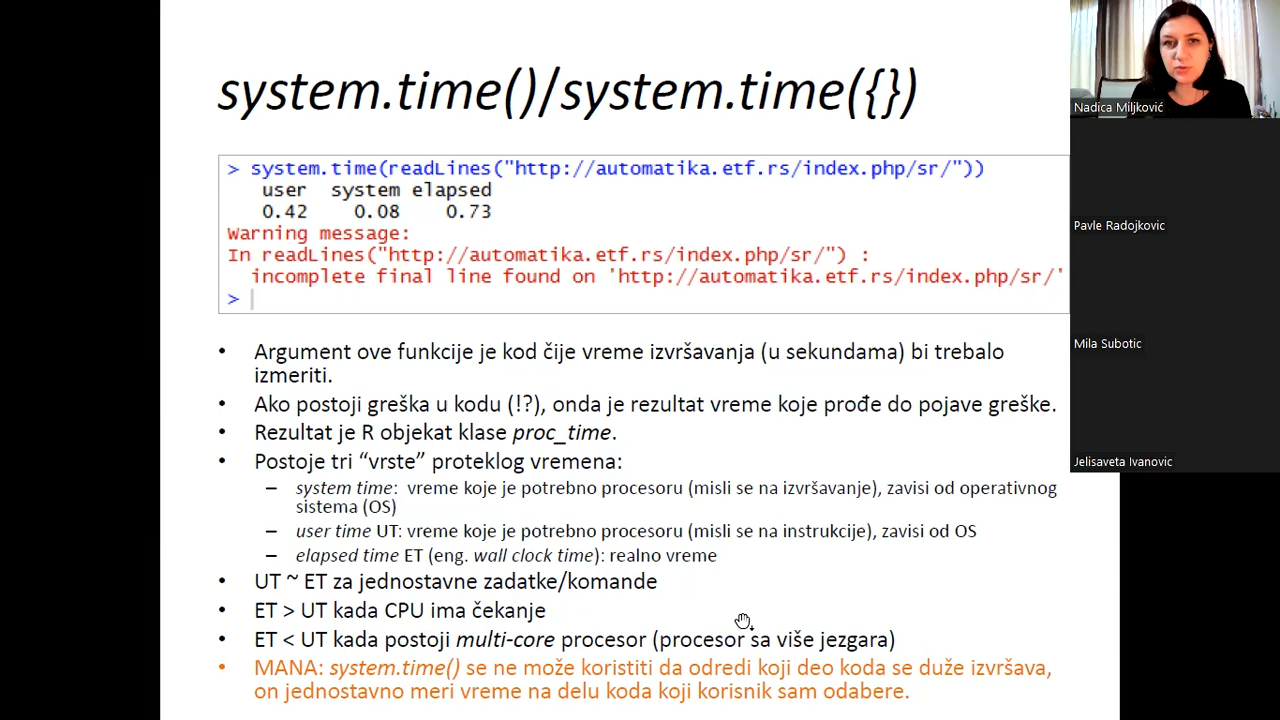 system.time()/system.time({})
> system.time(readLines("http://automatika.etf.rs/index.php/sr/"))
user system elapsed
0.42 0.08 0.73
Warning message:
In readLines("http://automatika.etf.rs/index.php/sr/") :
incomplete final line found on 'http://automatika.etf.rs/index.php/sr/'
>
• Argument ove funkcije je kod čije vreme izvršavanja (u sekundama) bi trebalo
izmeriti.
• Ako postoji greška u kodu (!?), onda je rezultat vreme koje prođe do pojave greške.
• Rezultat je R objekat klase proc_time.
• Postoje tri “vrste” proteklog vremena:
– system time: vreme koje je potrebno procesoru (misli se na izvršavanje), zavisi od operativnog
sistema (OS)
– user time UT: vreme koje je potrebno procesoru (misli se na instrukcije), zavisi od OS
– elapsed time ET (eng. wall clock time): realno vreme
• UT ~ ET za jednostavne zadatke/komande
• ET > UT kada CPU ima čekanje
• ET < UT kada postoji multi-core procesor (procesor sa više jezgara)
• MANA: system.time() se ne može koristiti da odredi koji deo koda se duže izvršava,
on jednostavno meri vreme na delu koda koji korisnik sam odabere.
Nadica Miljković
Pavle Radojkovic
Mila Subotic
Jelisaveta Ivanovic